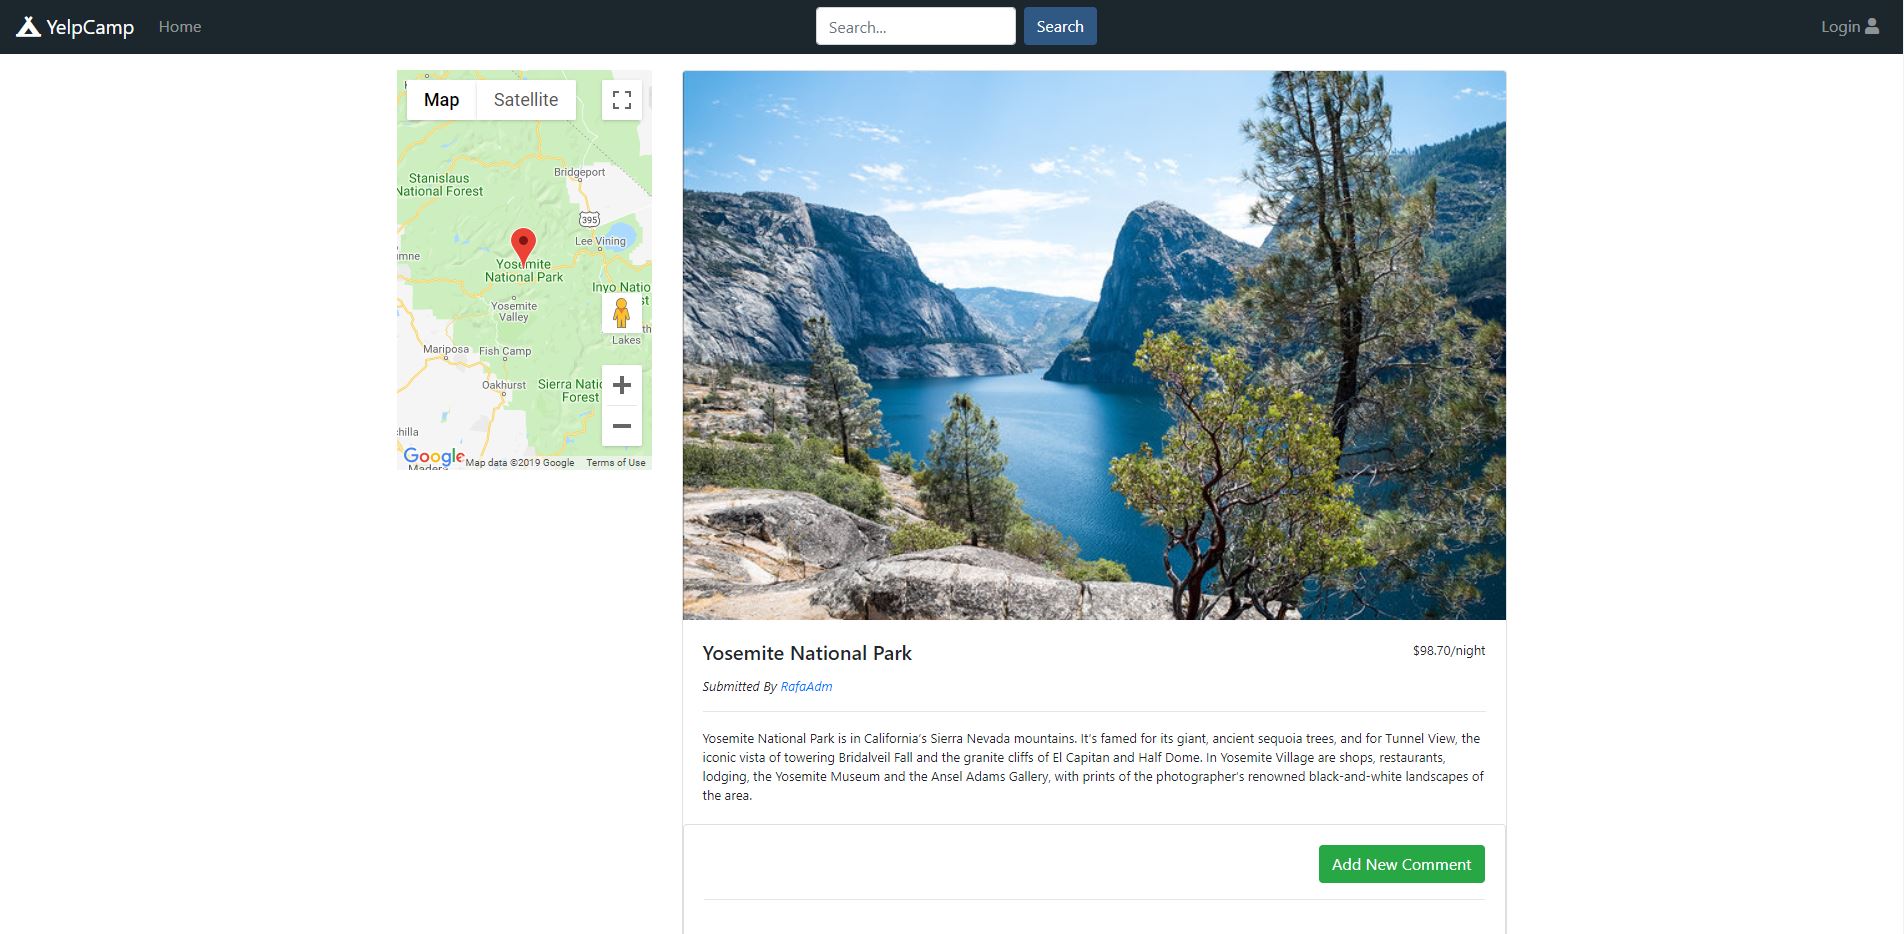 YelpCamp
Home
Search...
Search
Login
Map
Satellite
Stanislaus
National Forest
Bridgeport
395
Lee Vining
Yosemite
National Park
Inyo Natio
Yosemite
Valley
Lakes
Mariposa
Fish Camp
Oakhurst
Sierra Natio
Forest
Google
Map data ©2019 Google
Terms of Use
Yosemite National Park
$98.70/night
Submitted By RafaAdm
Yosemite National Park is in California's Sierra Nevada mountains. It's famed for its giant, ancient sequoia trees, and for Tunnel View, the
iconic vista of towering Bridalveil Fall and the granite cliffs of El Capitan and Half Dome. In Yosemite Village are shops, restaurants,
lodging, the Yosemite Museum and the Ansel Adams Gallery, with prints of the photographer's renowned black-and-white landscapes of
the area.
Add New Comment